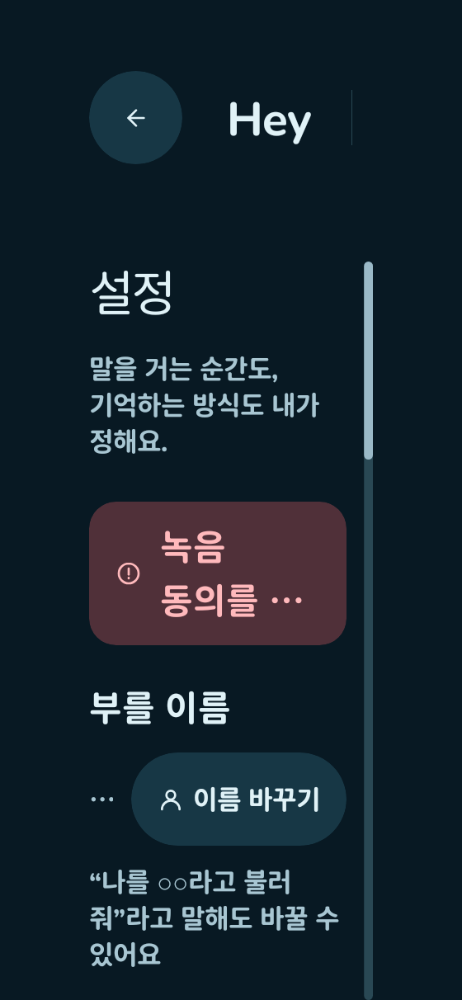 Hey
설정
말을 거는 순간도,
기억하는 방식도 내가
정해요.
녹음
동의를 …
부를 이름
… 이름 바꾸기
“나를 ○○라고 불러
줘”라고 말해도 바꿀 수
있어요